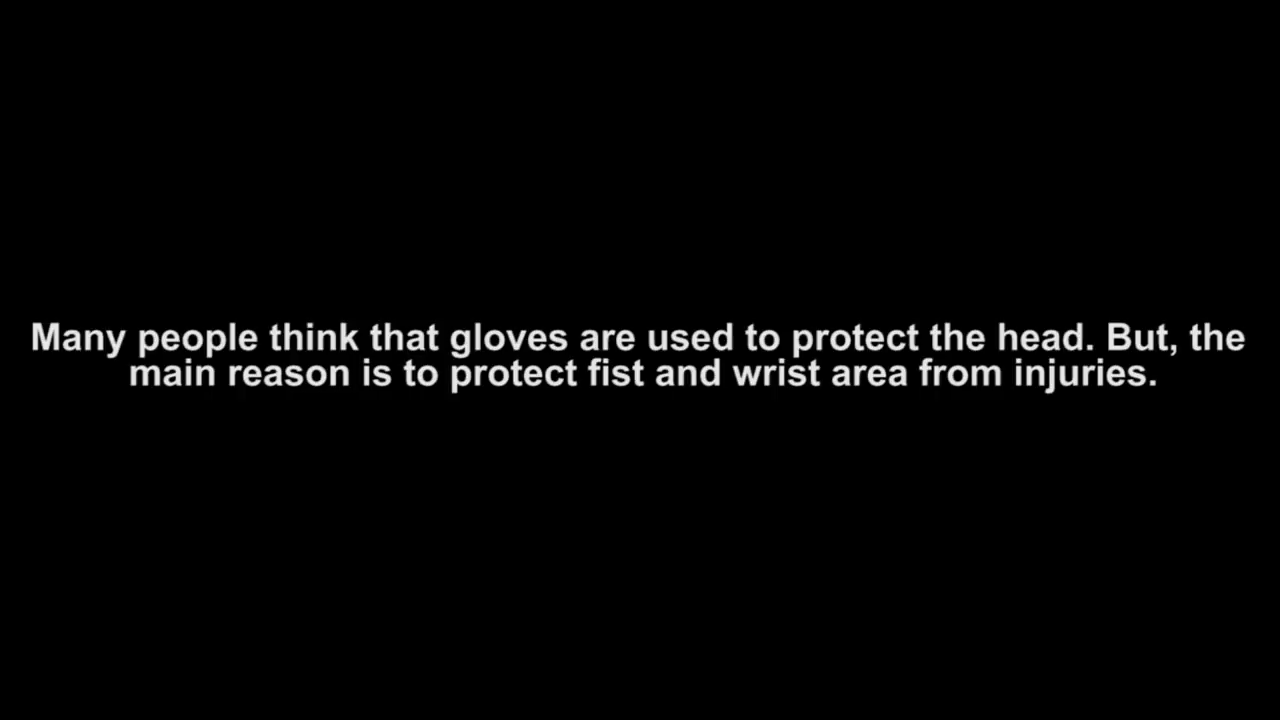 Many people think that gloves are used to protect the head. But, the
main reason is to protect fist and wrist area from injuries.